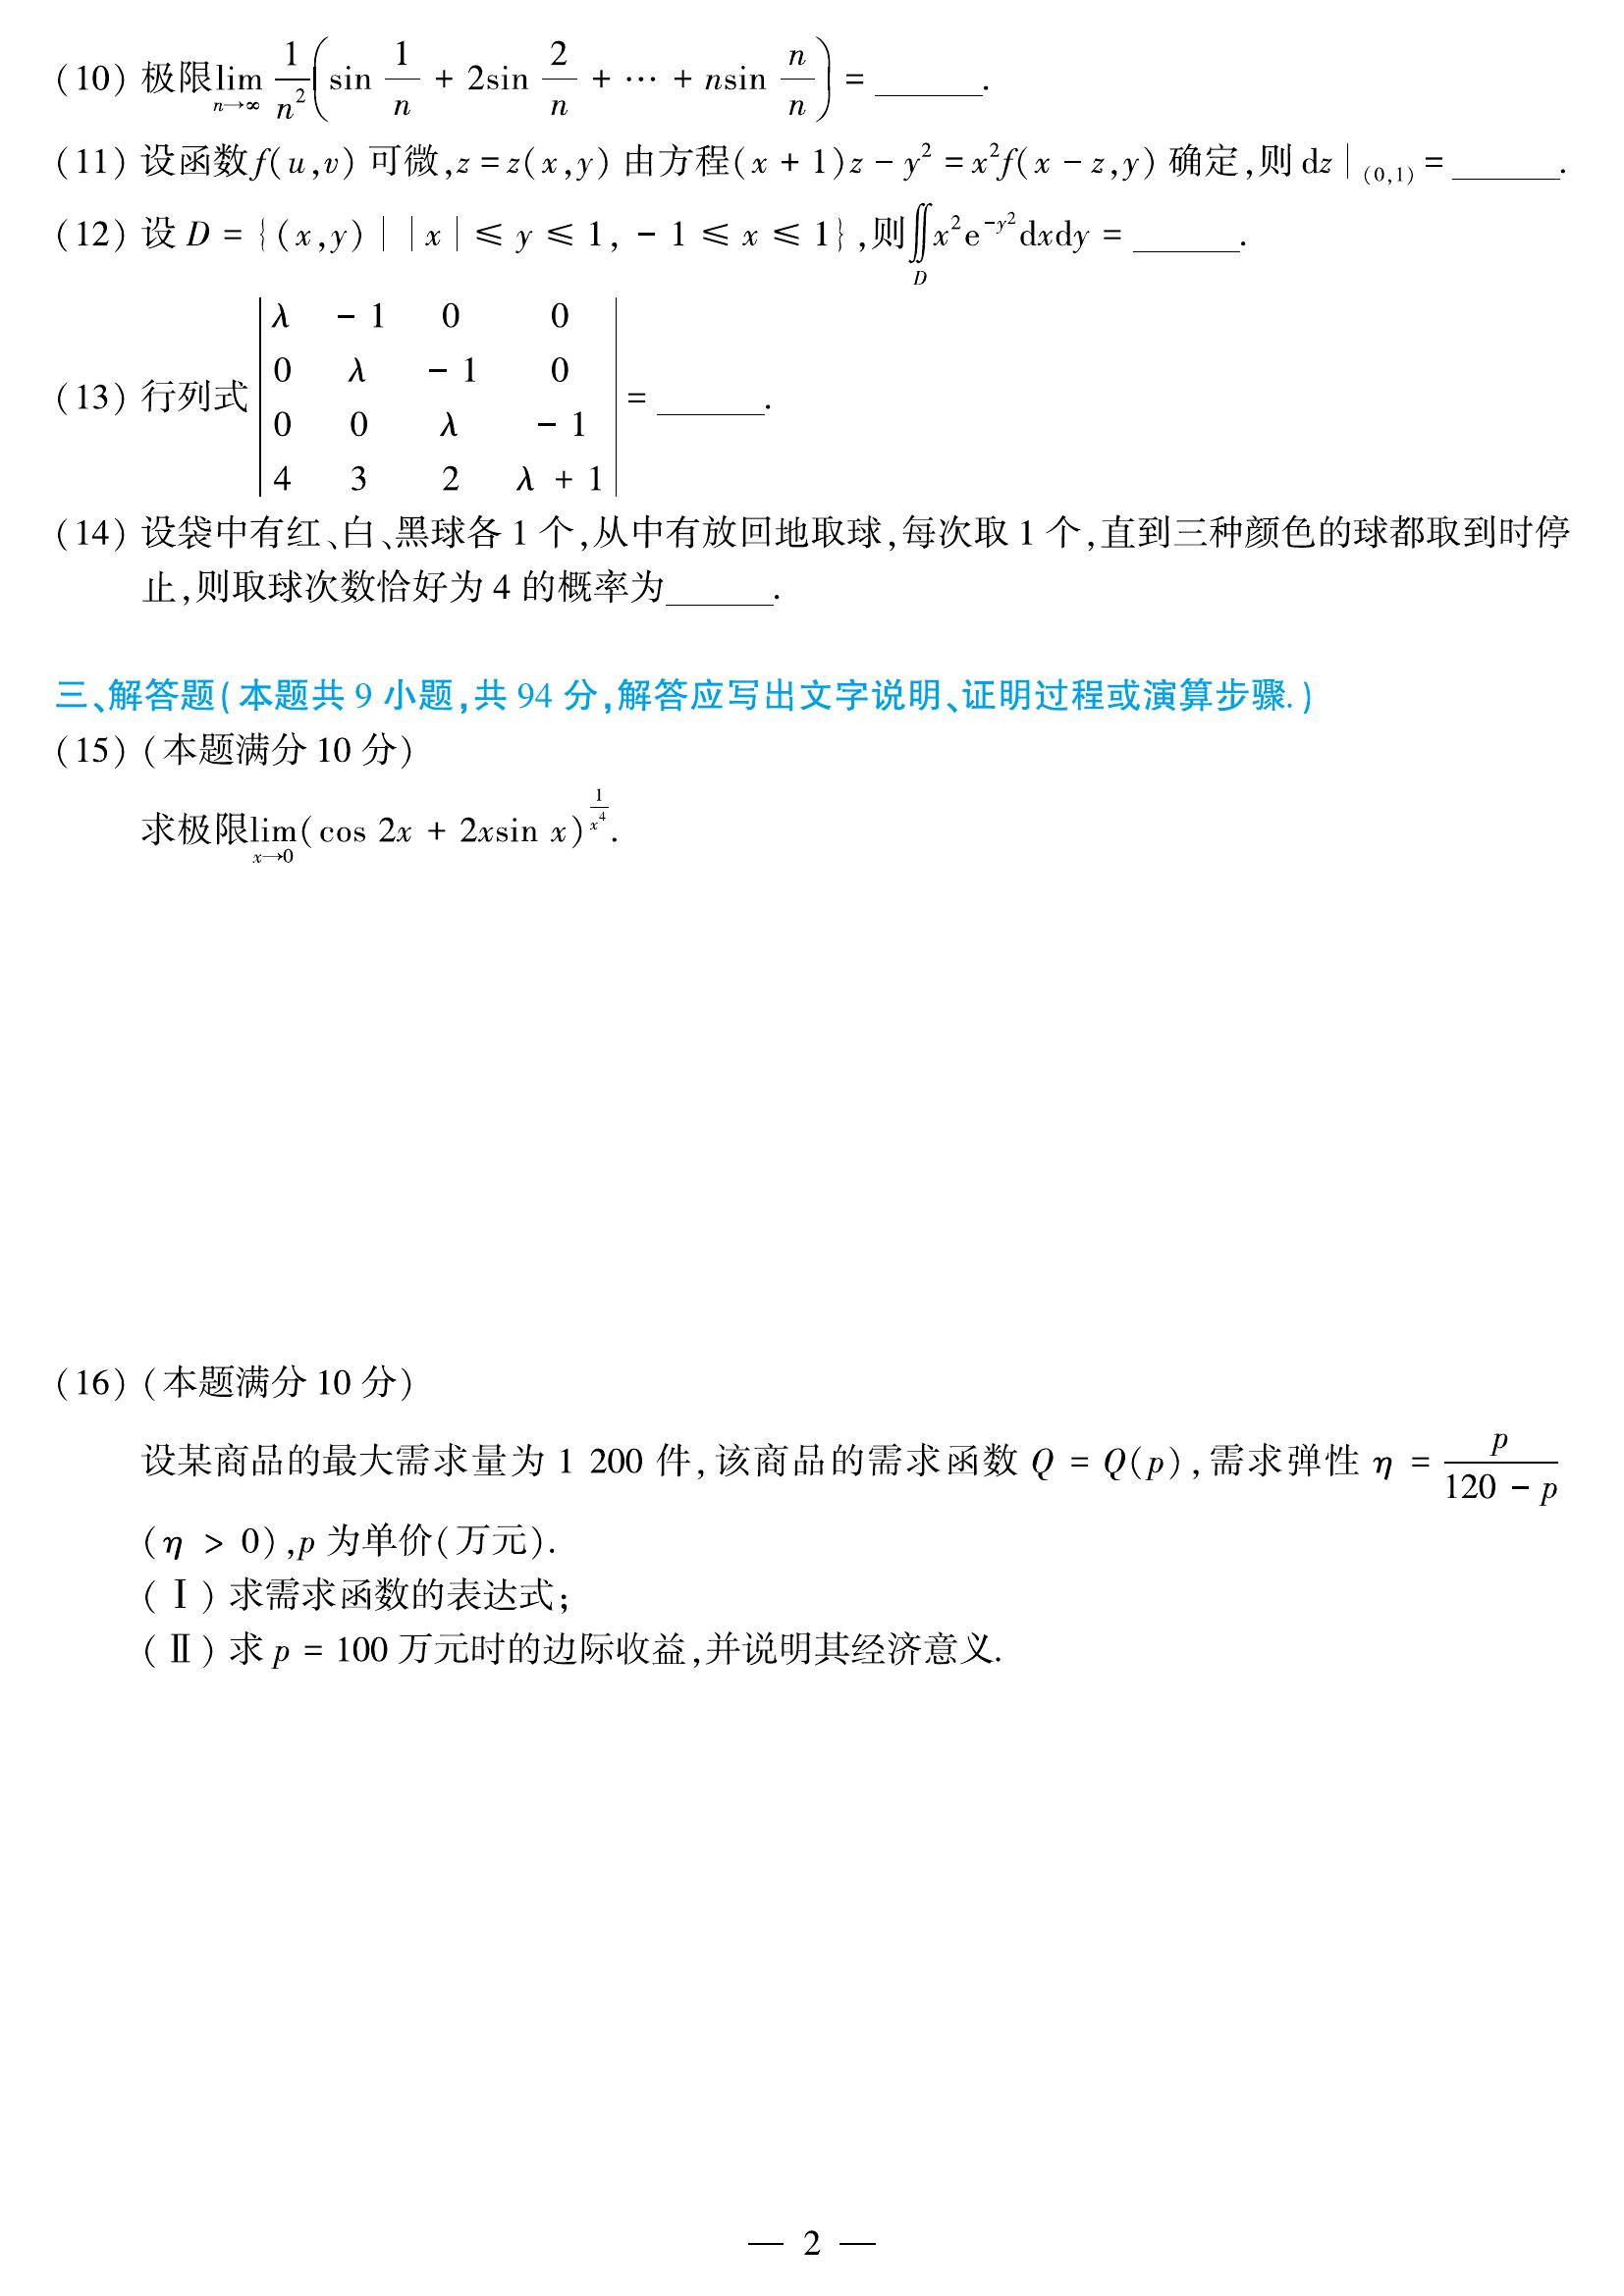 (10) 极限$\lim\limits_{n\to\infty}\frac{1}{n^2}\left(\sin\frac{1}{n}+2\sin\frac{2}{n}+\cdots+n\sin\frac{n}{n}\right)=$______.
(11) 设函数$f(u,v)$可微,$z=z(x,y)$由方程$(x+1)z-y^2=x^2f(x-z,y)$确定,则$\mathrm{d}z|_{(0,1)}=$______.
(12) 设$D=\{(x,y)||x|\leq y\leq 1,-1\leq x\leq 1\}$,则$\iint\limits_{D}x^2\mathrm{e}^{-y^2}\mathrm{d}x\mathrm{d}y=$______.
(13) 行列式$\begin{vmatrix}\lambda&-1&0&0\\0&\lambda&-1&0\\0&0&\lambda&-1\\4&3&2&\lambda+1\end{vmatrix}=$______.
(14) 设袋中有红、白、黑球各1个,从中有放回地取球,每次取1个,直到三种颜色的球都取到时停
止,则取球次数恰好为4的概率为______.
三、解答题(本题共9小题,共94分,解答应写出文字说明、证明过程或演算步骤.)
(15) (本题满分10分)
求极限$\lim\limits_{x\to 0}(\cos 2x+2x\sin x)^{\frac{1}{x^4}}$.
(16) (本题满分10分)
设某商品的最大需求量为1 200件,该商品的需求函数$Q=Q(p)$,需求弹性$\eta=\frac{p}{120-p}$
$(\eta>0)$,$p$为单价(万元).
(Ⅰ) 求需求函数的表达式;
(Ⅱ) 求$p=100$万元时的边际收益,并说明其经济意义.
— 2 —